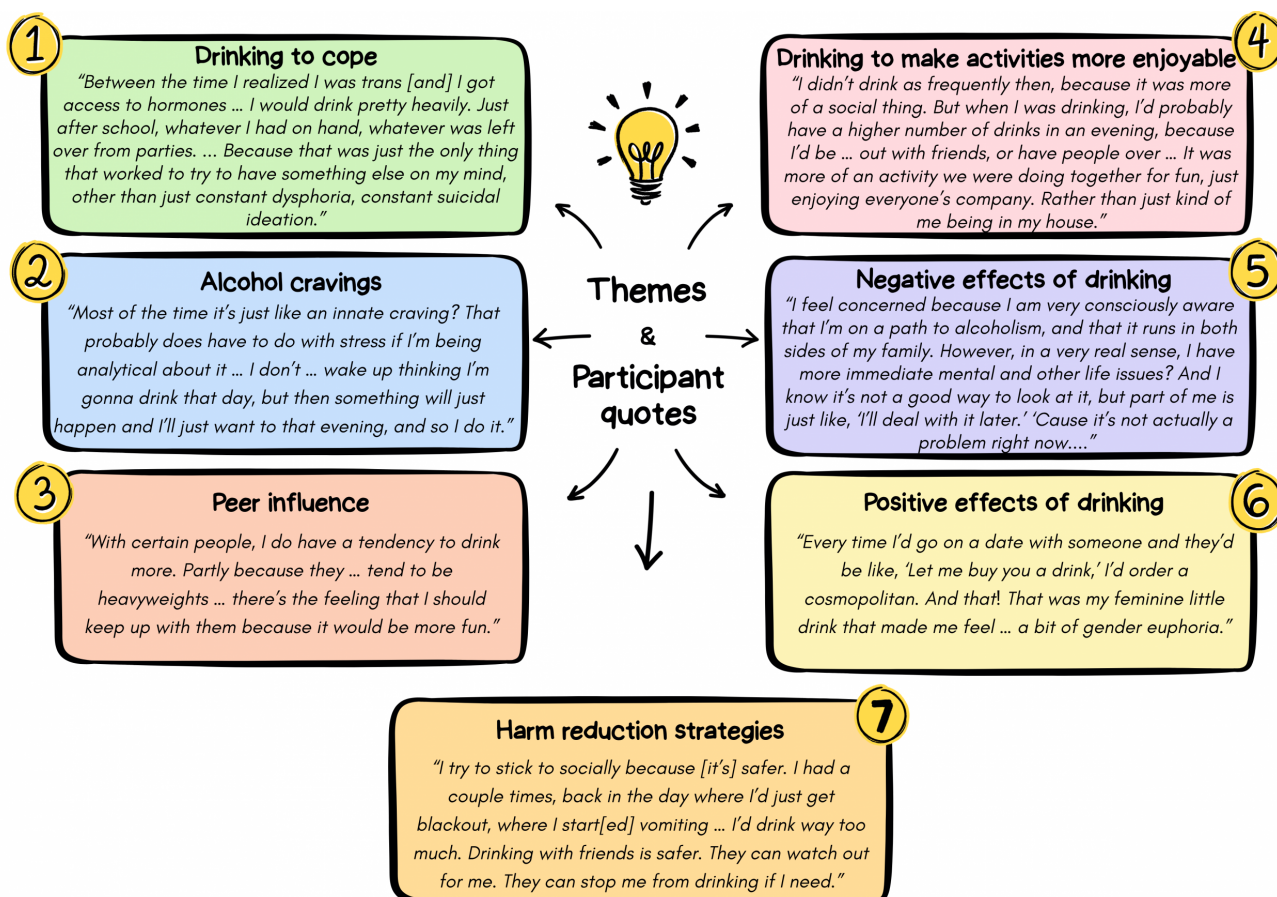 1
Drinking to cope
“Between the time I realized I was trans [and] I got
access to hormones ... I would drink pretty heavily. Just
after school, whatever I had on hand, whatever was left
over from parties. ... Because that was just the only thing
that worked to try to have something else on my mind,
other than just constant dysphoria, constant suicidal
ideation.”
2
Alcohol cravings
“Most of the time it’s just like an innate craving? That
probably does have to do with stress if I’m being
analytical about it ... I don’t ... wake up thinking I’m
gonna drink that day, but then something will just
happen and I’ll just want to that evening, and so I do it.”
3
Peer influence
“With certain people, I do have a tendency to drink
more. Partly because they ... tend to be
heavyweights ... there’s the feeling that I should
keep up with them because it would be more fun.”
Themes
&
Participant
quotes
4
Drinking to make activities more enjoyable
“I didn’t drink as frequently then, because it was more
of a social thing. But when I was drinking, I’d probably
have a higher number of drinks in an evening, because
I’d be ... out with friends, or have people over ... It was
more of an activity we were doing together for fun, just
enjoying everyone’s company. Rather than just kind of
me being in my house.”
5
Negative effects of drinking
“I feel concerned because I am very consciously aware
that I’m on a path to alcoholism, and that it runs in both
sides of my family. However, in a very real sense, I have
more immediate mental and other life issues? And I
know it’s not a good way to look at it, but part of me is
just like, ‘I’ll deal with it later.’ ‘Cause it’s not actually a
problem right now....”
6
Positive effects of drinking
“Every time I’d go on a date with someone and they’d
be like, ‘Let me buy you a drink,’ I’d order a
cosmopolitan. And that! That was my feminine little
drink that made me feel ... a bit of gender euphoria.”
7
Harm reduction strategies
“I try to stick to socially because [it’s] safer. I had a
couple times, back in the day where I’d just get
blackout, where I start[ed] vomiting ... I’d drink way too
much. Drinking with friends is safer. They can watch out
for me. They can stop me from drinking if I need.”